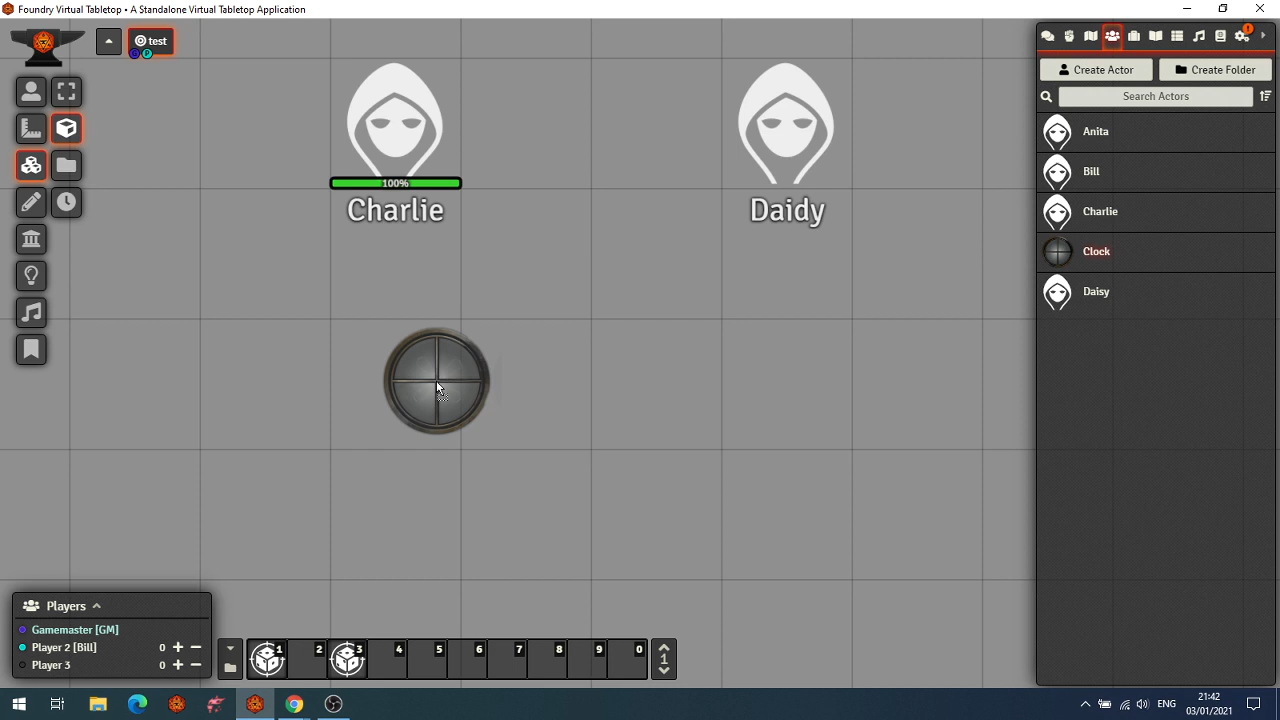 Foundry Virtual Tabletop • A Standalone Virtual Tabletop Application
test
G P
Create Actor
Create Folder
Search Actors
Anita
Bill
Charlie
Clock
Daisy
100%
Charlie
Daidy
Players
Gamemaster [GM]
Player 2 [Bill] 0
Player 3 0
1 2 3 4 5 6 7 8 9 0
1
ENG
21:42
03/01/2021